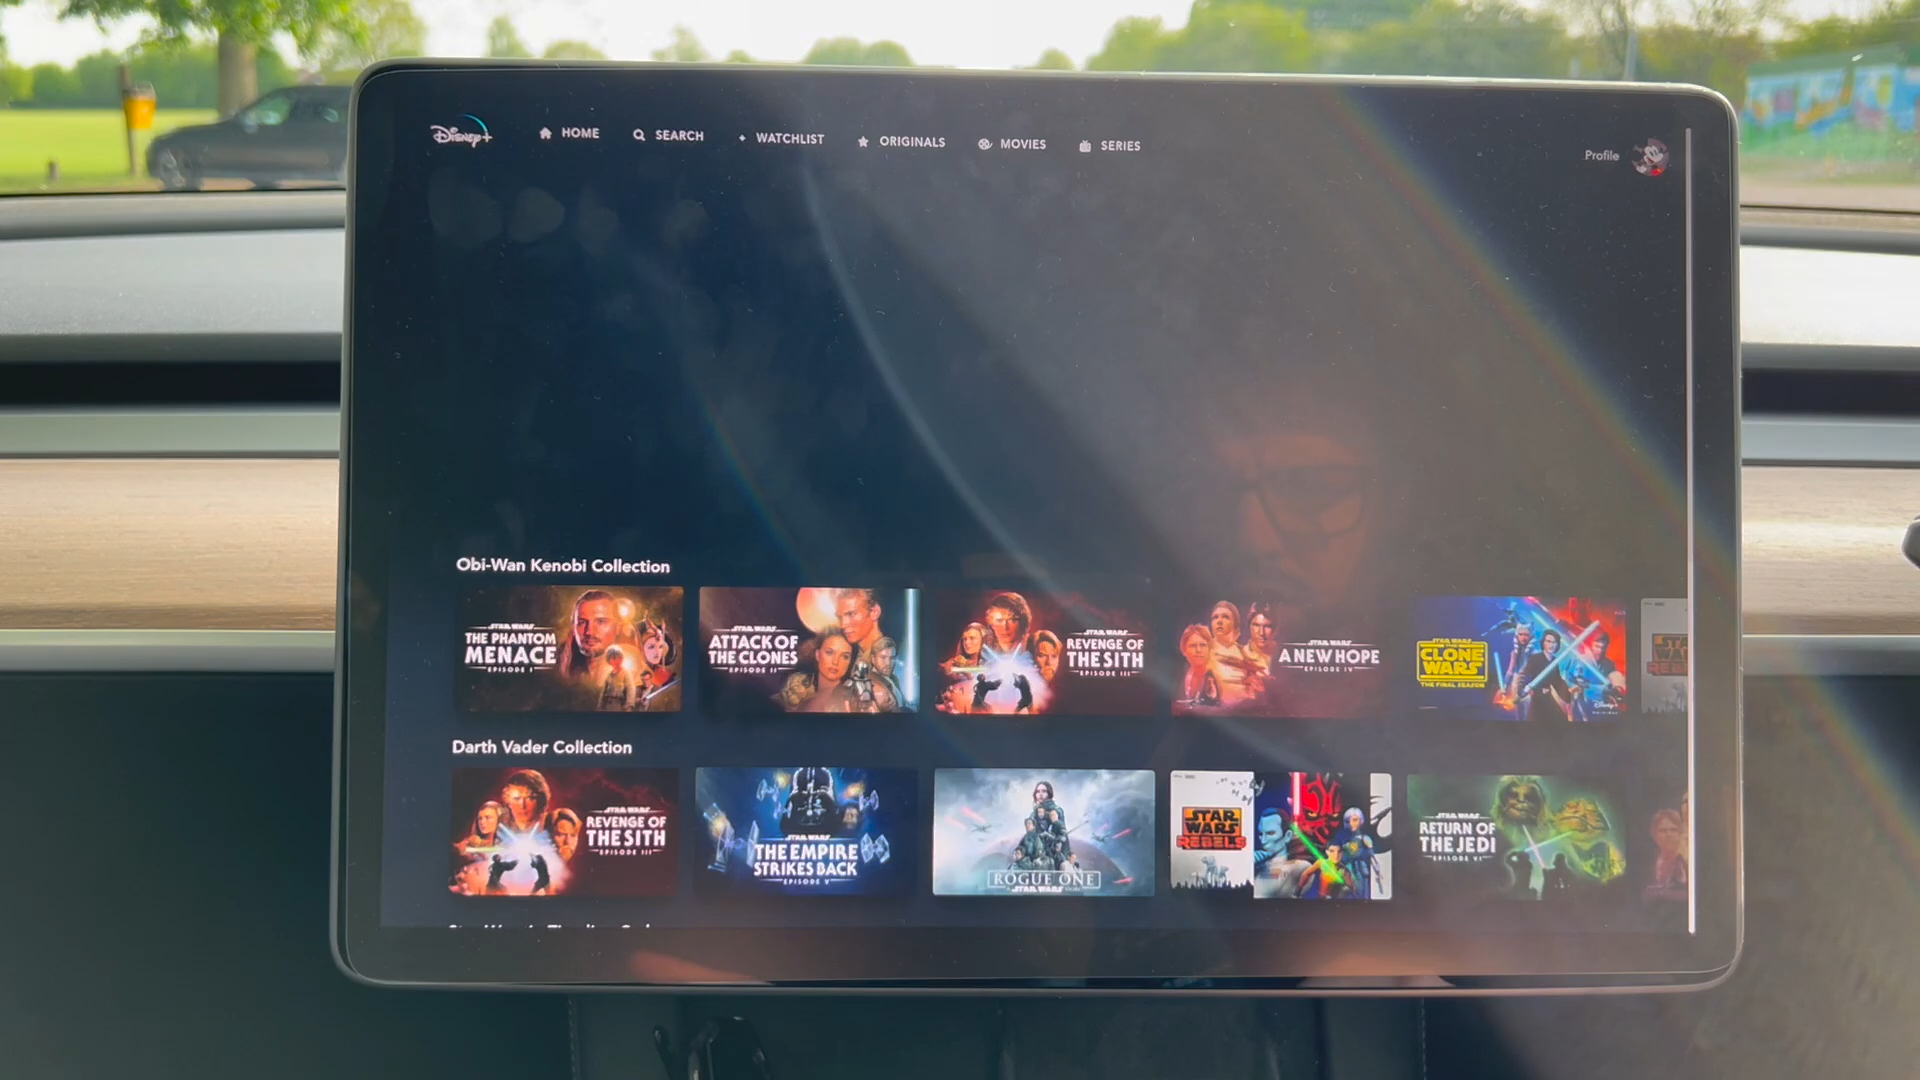 Disney+
HOME
SEARCH
WATCHLIST
ORIGINALS
MOVIES
SERIES
Profile
Obi-Wan Kenobi Collection
STAR WARS
THE PHANTOM
MENACE
EPISODE I
STAR WARS
ATTACK OF
THE CLONES
EPISODE II
STAR WARS
REVENGE OF
THE SITH
EPISODE III
STAR WARS
A NEW HOPE
EPISODE IV
STAR WARS
CLONE
WARS
THE FINAL SEASON
Disney+
Darth Vader Collection
STAR WARS
REVENGE OF
THE SITH
EPISODE III
STAR WARS
THE EMPIRE
STRIKES BACK
EPISODE V
ROGUE ONE
STAR WARS
STAR
WARS
REBELS
STAR WARS
RETURN OF
THE JEDI
EPISODE VI